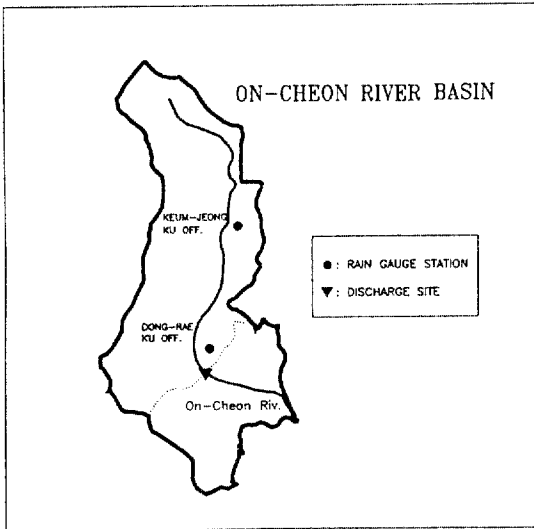 ON-CHEON RIVER BASIN
KEUM-JEONG
KU OFF.
● : RAIN GAUGE STATION
▼ : DISCHARGE SITE
DONG-RAE
KU OFF.
On-Cheon Riv.